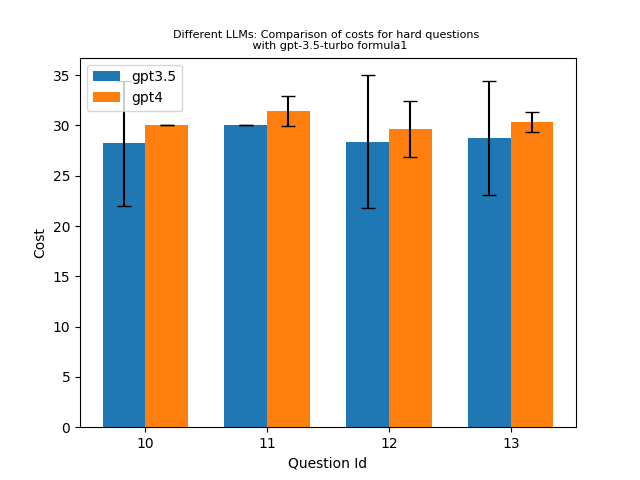 Different LLMs: Comparison of costs for hard questions
with gpt-3.5-turbo formula1
gpt3.5
gpt4
35
30
25
20
15
10
5
0
Cost
10 11 12 13
Question Id